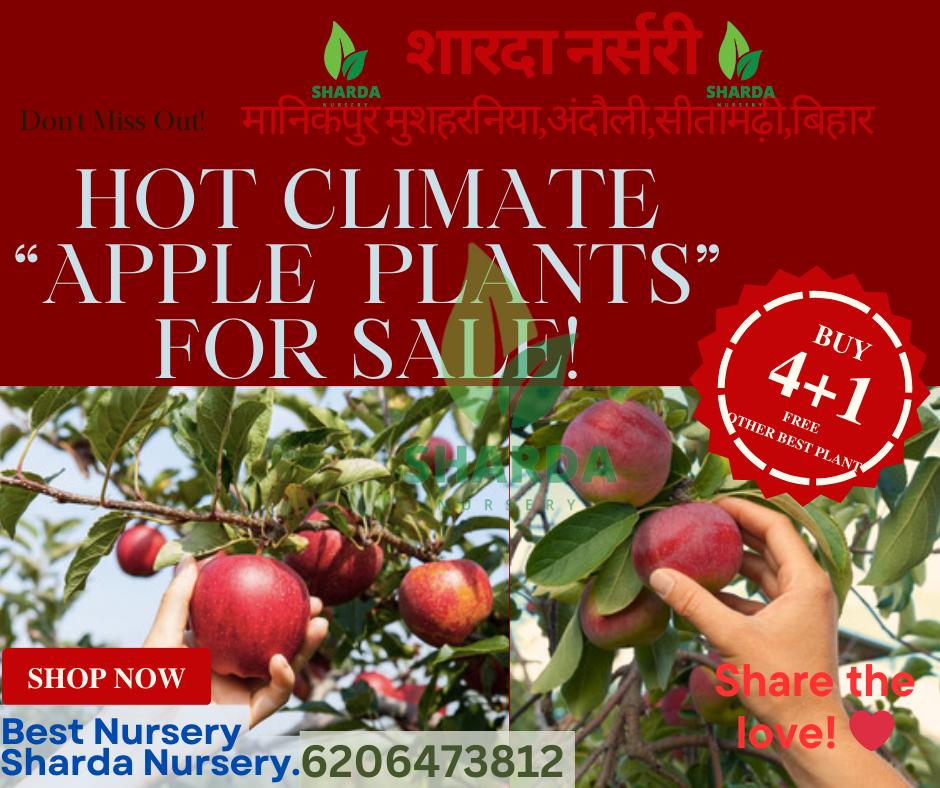 शारदा नर्सरी
SHARDA
NURSERY
SHARDA
NURSERY
Don't Miss Out!
मानिकपुर मुशहरनिया,अंदौली,सीतामढ़ी,बिहार
HOT CLIMATE
“APPLE PLANTS”
FOR SALE!
BUY
4+1
FREE
OTHER BEST PLANT
SHARDA
NURSERY
SHOP NOW
Share the
love! ❤
Best Nursery
Sharda Nursery.6206473812